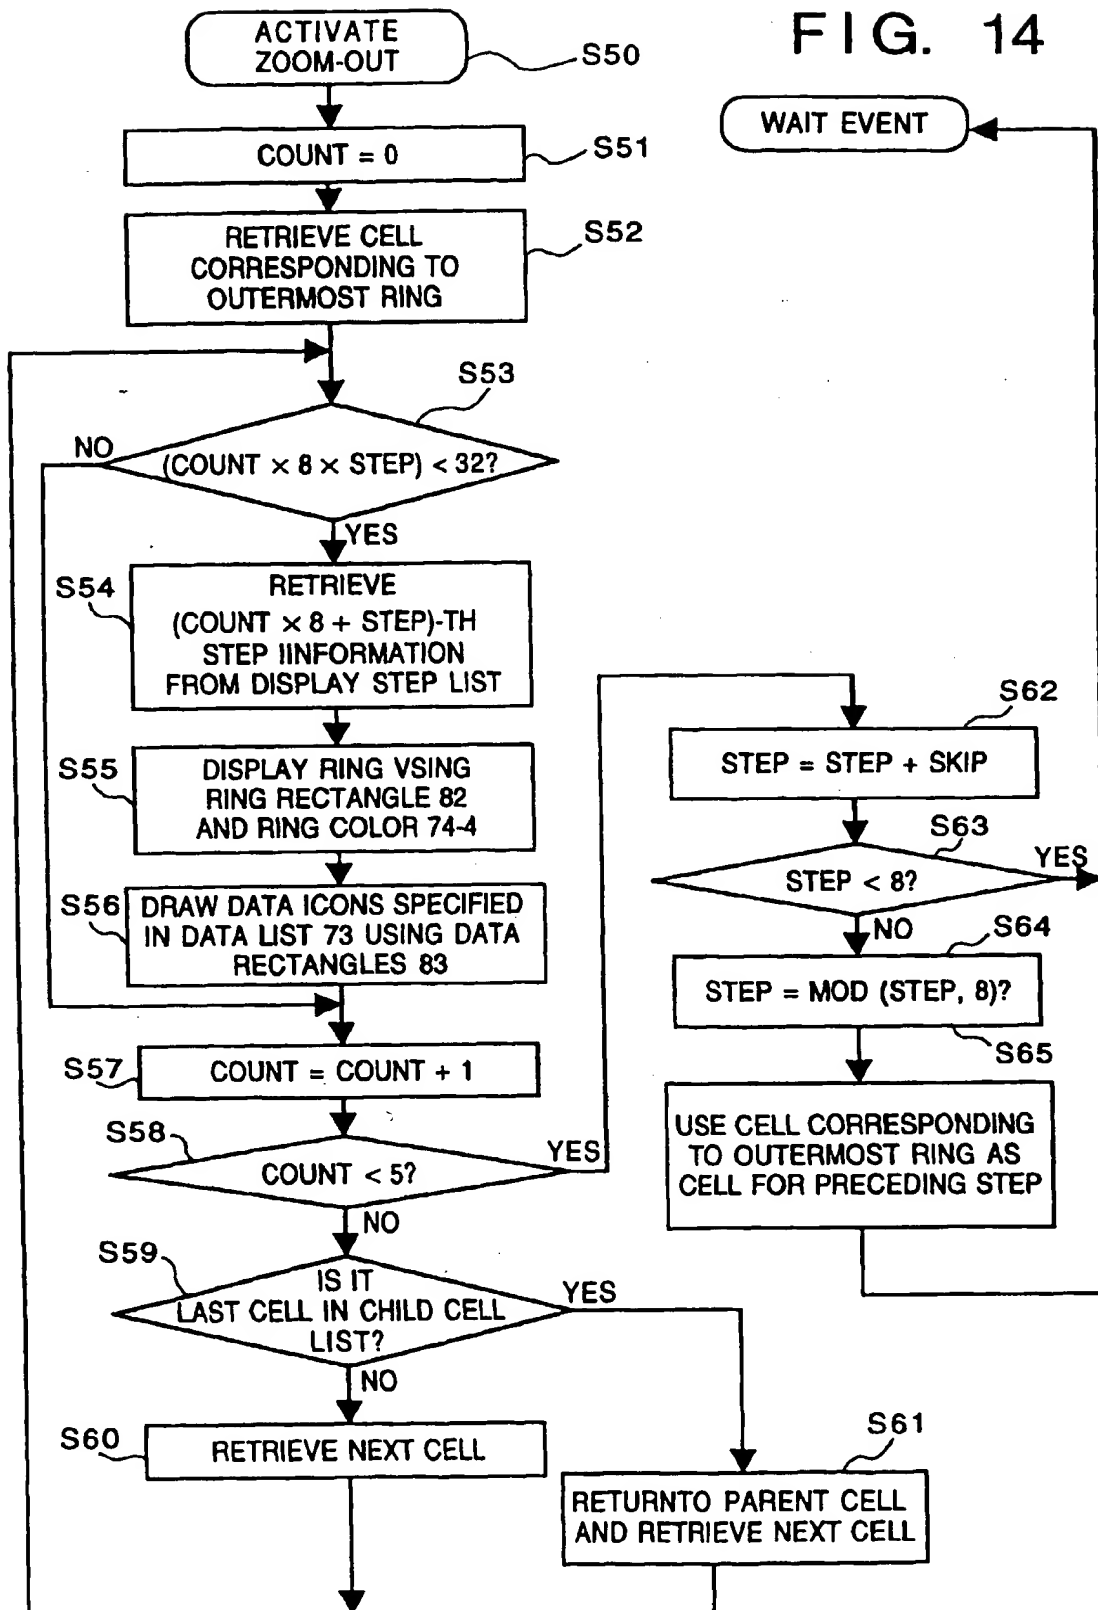 FIG. 14
ACTIVATE
ZOOM-OUT
S50
WAIT EVENT
COUNT = 0
S51
RETRIEVE CELL
CORRESPONDING TO
OUTERMOST RING
S52
S53
(COUNT × 8 × STEP) < 32?
NO
YES
S54
RETRIEVE
(COUNT × 8 + STEP)-TH
STEP IINFORMATION
FROM DISPLAY STEP LIST
S55
DISPLAY RING VSING
RING RECTANGLE 82
AND RING COLOR 74-4
S56
DRAW DATA ICONS SPECIFIED
IN DATA LIST 73 USING DATA
RECTANGLES 83
S57
COUNT = COUNT + 1
S58
COUNT < 5?
YES
NO
S59
IS IT
LAST CELL IN CHILD CELL
LIST?
YES
NO
S60
RETRIEVE NEXT CELL
S61
RETURNTO PARENT CELL
AND RETRIEVE NEXT CELL
S62
STEP = STEP + SKIP
S63
STEP < 8?
YES
NO
S64
STEP = MOD (STEP, 8)?
S65
USE CELL CORRESPONDING
TO OUTERMOST RING AS
CELL FOR PRECEDING STEP